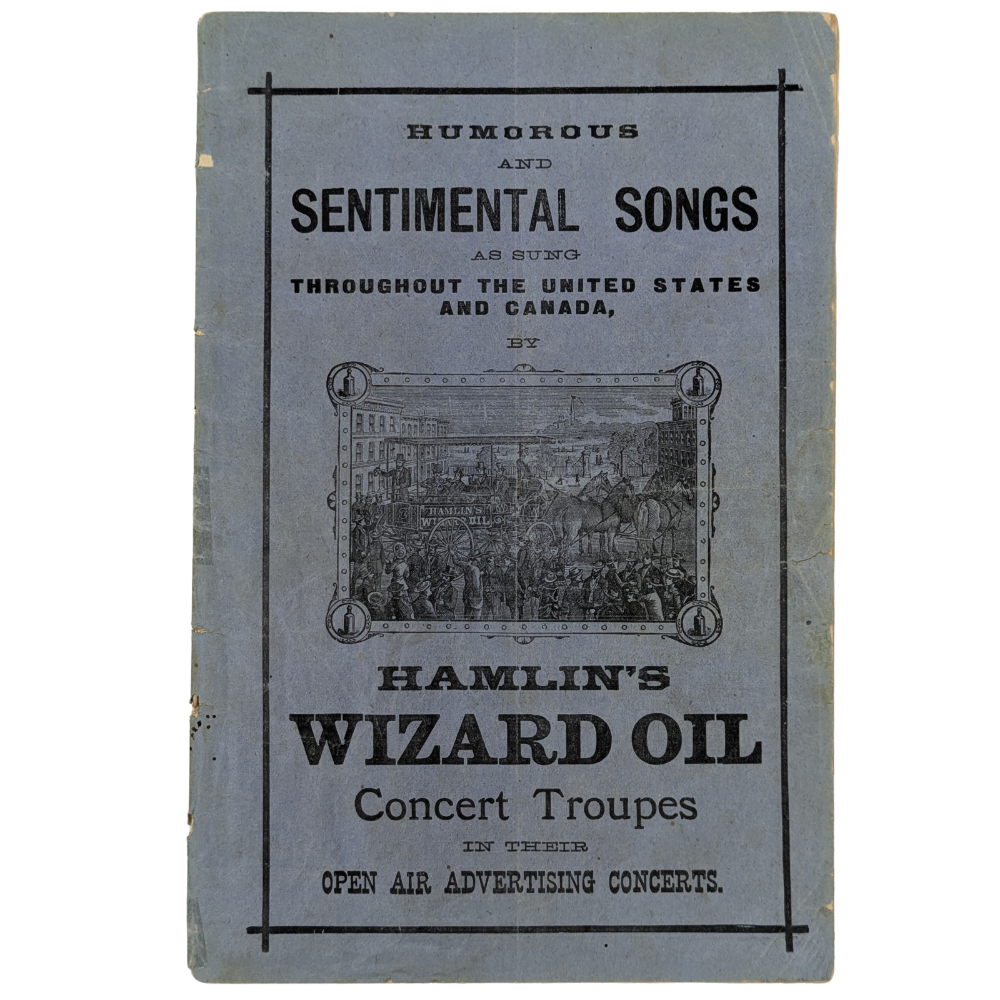 HUMOROUS
AND
SENTIMENTAL SONGS
AS SUNG
THROUGHOUT THE UNITED STATES
AND CANADA,
BY
HAMLIN'S
WIZARD OIL
HAMLIN'S
WIZARD OIL
Concert Troupes
IN THEIR
OPEN AIR ADVERTISING CONCERTS.